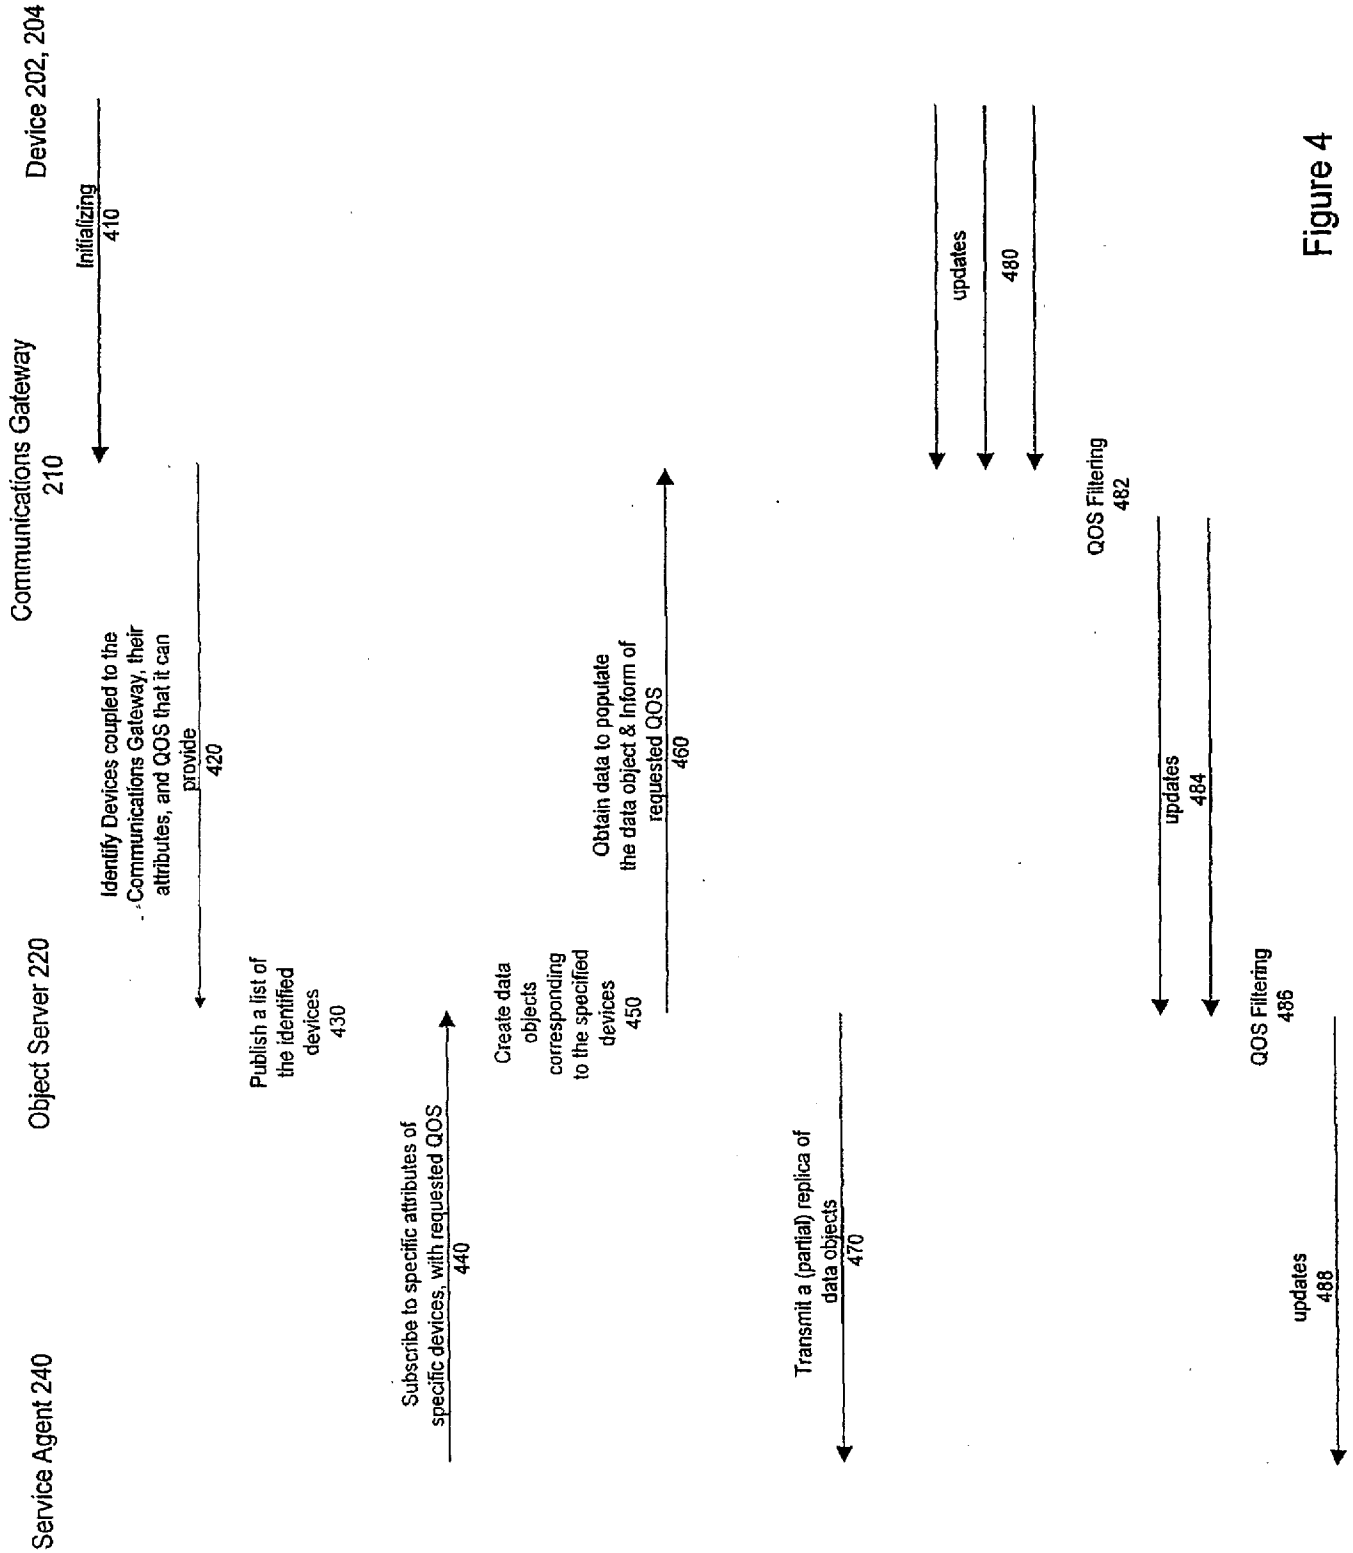 Service Agent 240
Object Server 220
Communications Gateway
210
Device 202, 204
Initializing
410
Identify Devices coupled to the
Communications Gateway, their
attributes, and QOS that it can
provide
420
Publish a list of
the identified
devices
430
Subscribe to specific attributes of
specific devices, with requested QOS
440
Create data
objects
corresponding
to the specified
devices
450
Obtain data to populate
the data object & Inform of
requested QOS
460
Transmit a (partial) replica of
data objects
470
updates
480
QOS Filtering
482
updates
484
QOS Filtering
486
updates
488
Figure 4